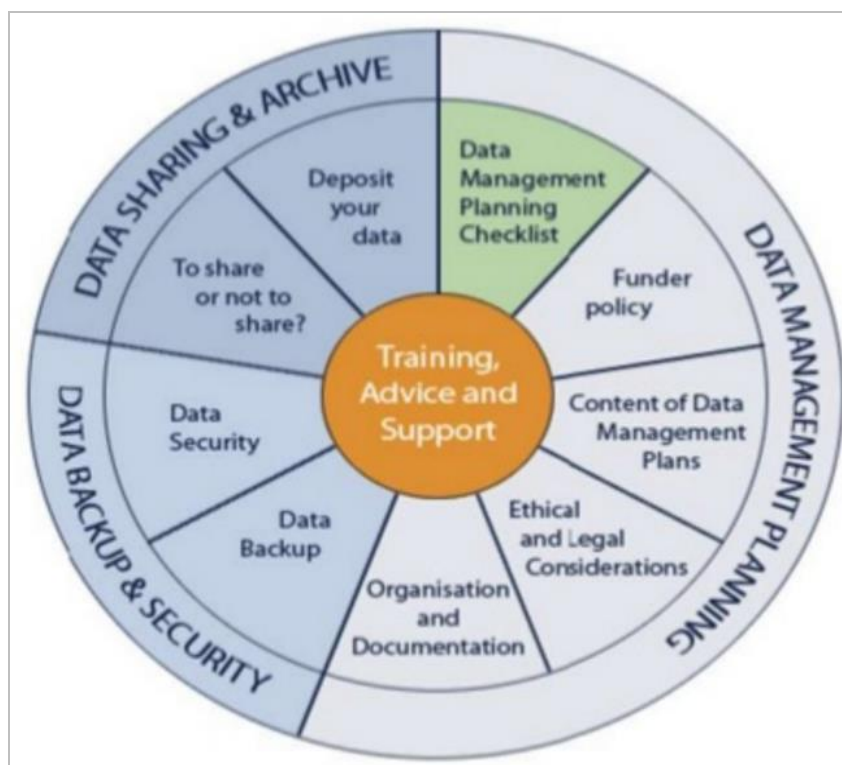 DATA SHARING & ARCHIVE
DATA MANAGEMENT PLANNING
DATA BACKUP & SECURITY
Deposit
your
data
Data
Management
Planning
Checklist
To share
or not to
share?
Funder
policy
Training,
Advice and
Support
Data
Security
Content of Data
Management
Plans
Data
Backup
Ethical
and Legal
Considerations
Organisation
and
Documentation